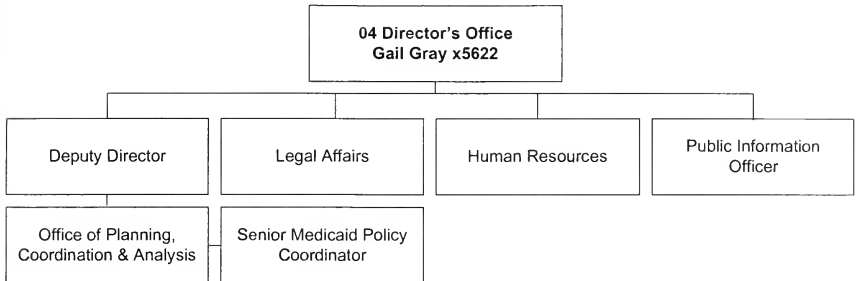 04 Director's Office
Gail Gray x5622
Deputy Director
Legal Affairs
Human Resources
Public Information
Officer
Office of Planning,
Coordination & Analysis
Senior Medicaid Policy
Coordinator